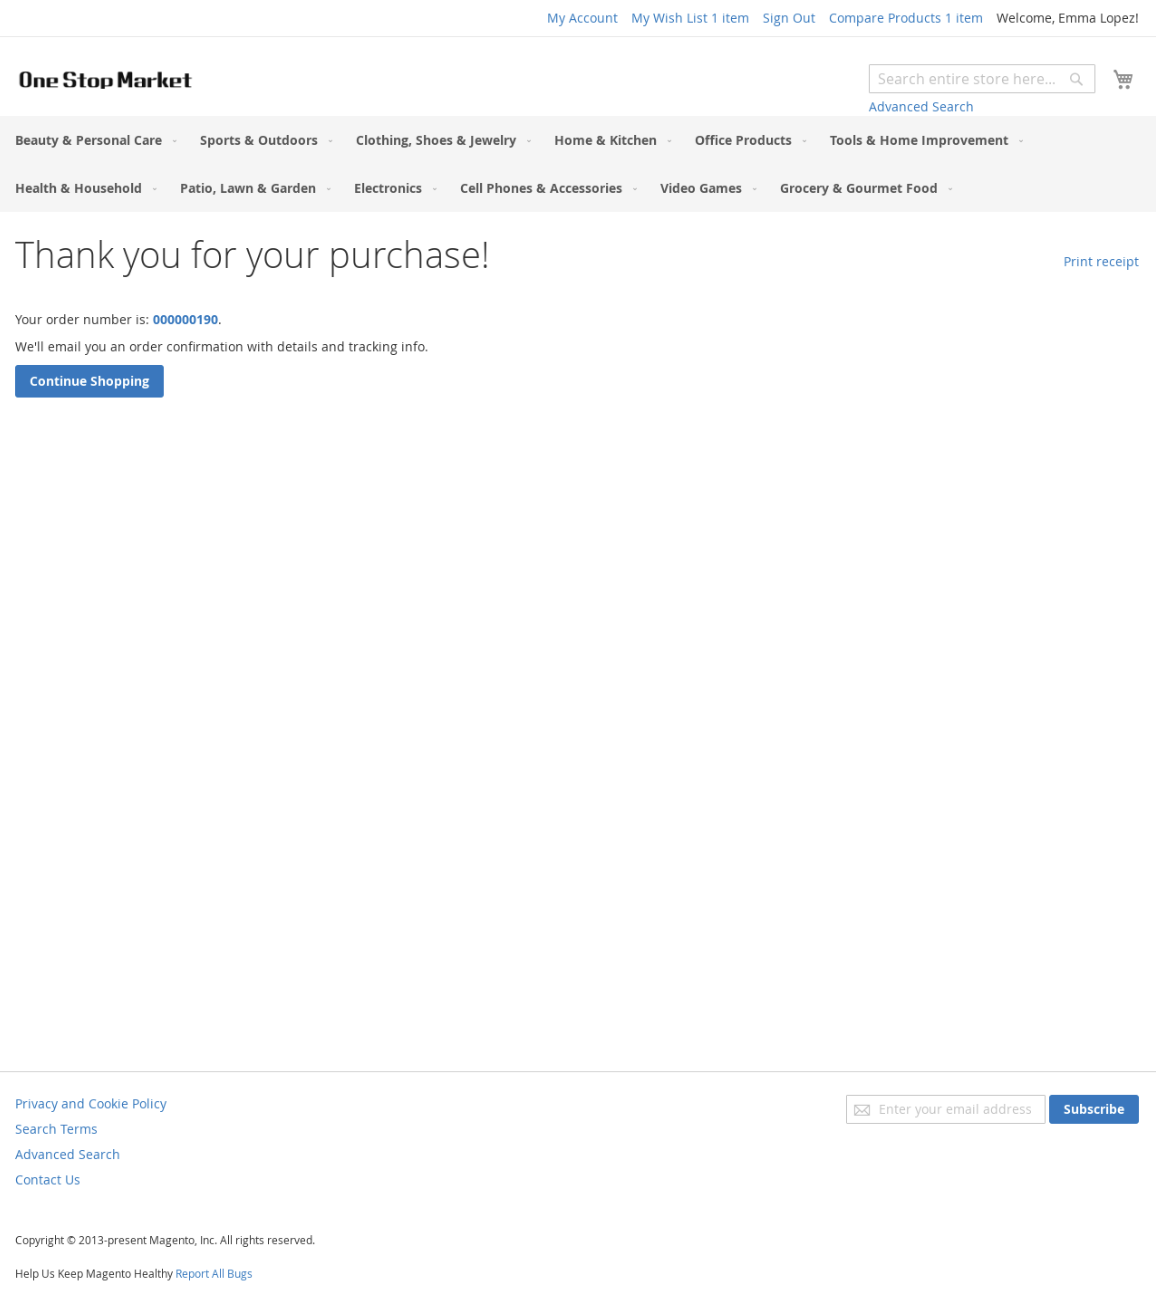 My Account My Wish List 1 item Sign Out Compare Products 1 item Welcome, Emma Lopez!
One Stop Market
Search entire store here...
Advanced Search
Beauty & Personal Care Sports & Outdoors Clothing, Shoes & Jewelry Home & Kitchen Office Products Tools & Home Improvement
Health & Household Patio, Lawn & Garden Electronics Cell Phones & Accessories Video Games Grocery & Gourmet Food
Thank you for your purchase!
Print receipt
Your order number is: 000000190.
We'll email you an order confirmation with details and tracking info.
Continue Shopping
Privacy and Cookie Policy
Search Terms
Advanced Search
Contact Us
Enter your email address Subscribe
Copyright © 2013-present Magento, Inc. All rights reserved.
Help Us Keep Magento Healthy Report All Bugs